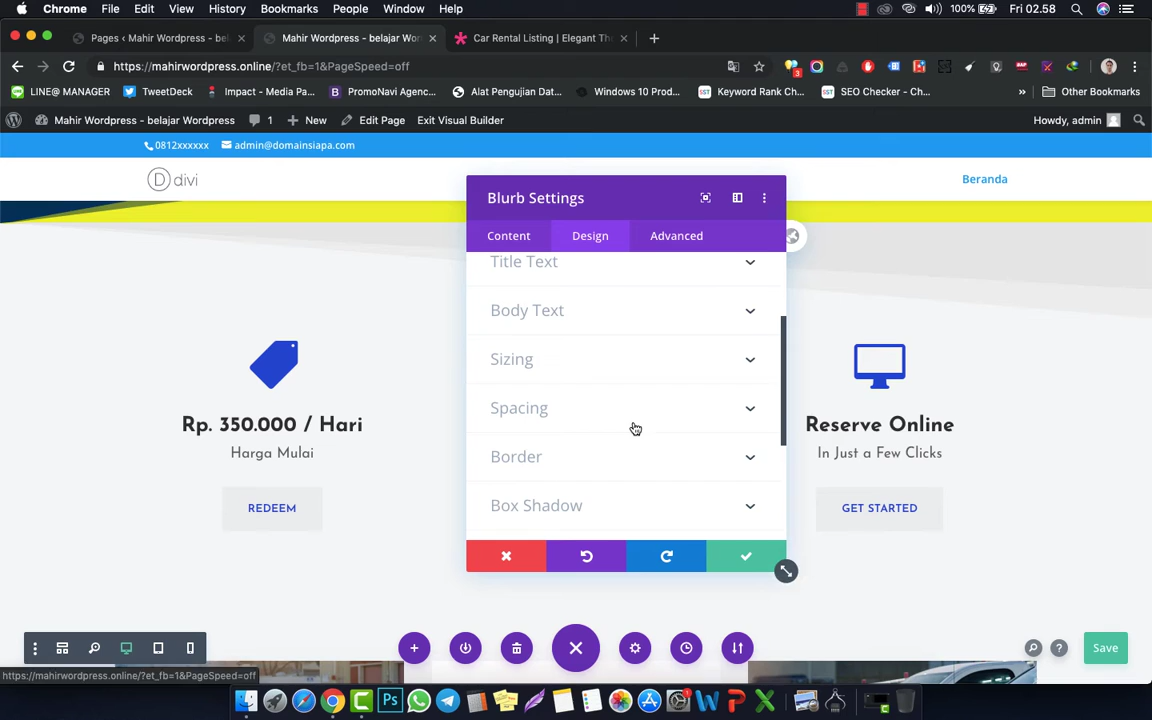 Chrome File Edit View History Bookmarks People Window Help 100% Fri 02.58
Pages ‹ Mahir Wordpress - bel Mahir Wordpress - belajar Wor Car Rental Listing | Elegant Th
https://mahirwordpress.online/?et_fb=1&PageSpeed=off
LINE@ MANAGER TweetDeck Impact - Media Pa... PromoNavi Agenc... Alat Pengujian Dat... Windows 10 Prod... Keyword Rank Ch... SEO Checker - Ch... » Other Bookmarks
Mahir Wordpress - belajar Wordpress 1 New Edit Page Exit Visual Builder Howdy, admin
0812xxxxxx admin@domainsiapa.com
D divi Beranda
Blurb Settings
Content Design Advanced
Title Text
Body Text
Sizing
Spacing
Border
Box Shadow
Rp. 350.000 / Hari
Harga Mulai
REDEEM
Reserve Online
In Just a Few Clicks
GET STARTED
Save
https://mahirwordpress.online/?et_fb=1&PageSpeed=off